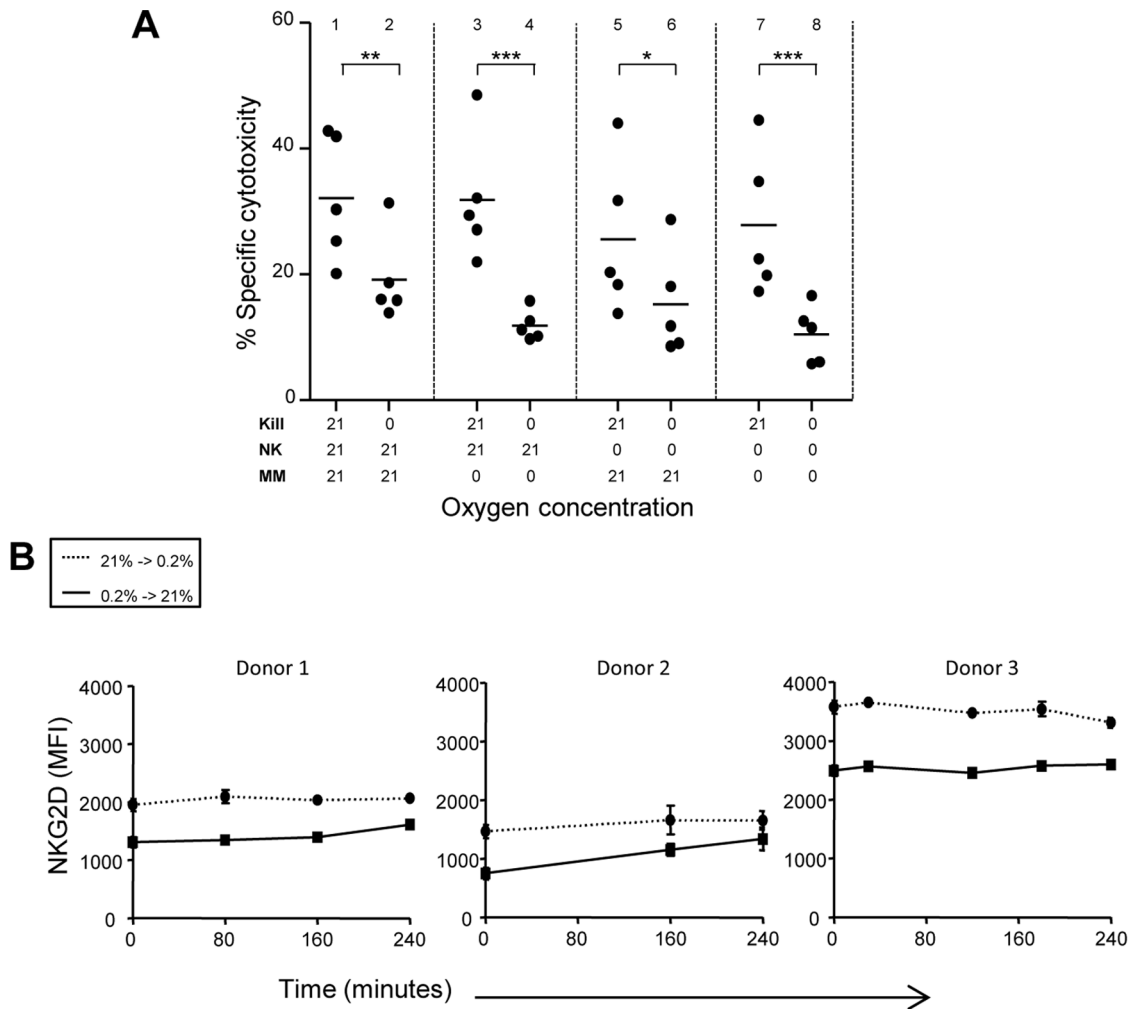 A
60
40
20
0
% Specific cytotoxicity
1 2 3 4 5 6 7 8
** *** * ***
Kill 21 0 21 0 21 0 21 0
NK 21 21 21 21 0 0 0 0
MM 21 21 0 0 21 21 0 0
Oxygen concentration
B
21% -> 0.2%
0.2% -> 21%
Donor 1 Donor 2 Donor 3
NKG2D (MFI)
4000 4000 4000
3000 3000 3000
2000 2000 2000
1000 1000 1000
0 0 0
0 80 160 240 0 80 160 240 0 80 160 240
Time (minutes)